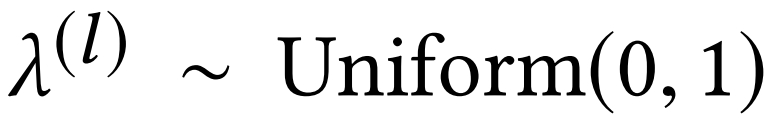 λ^(l) ~ Uniform(0, 1)